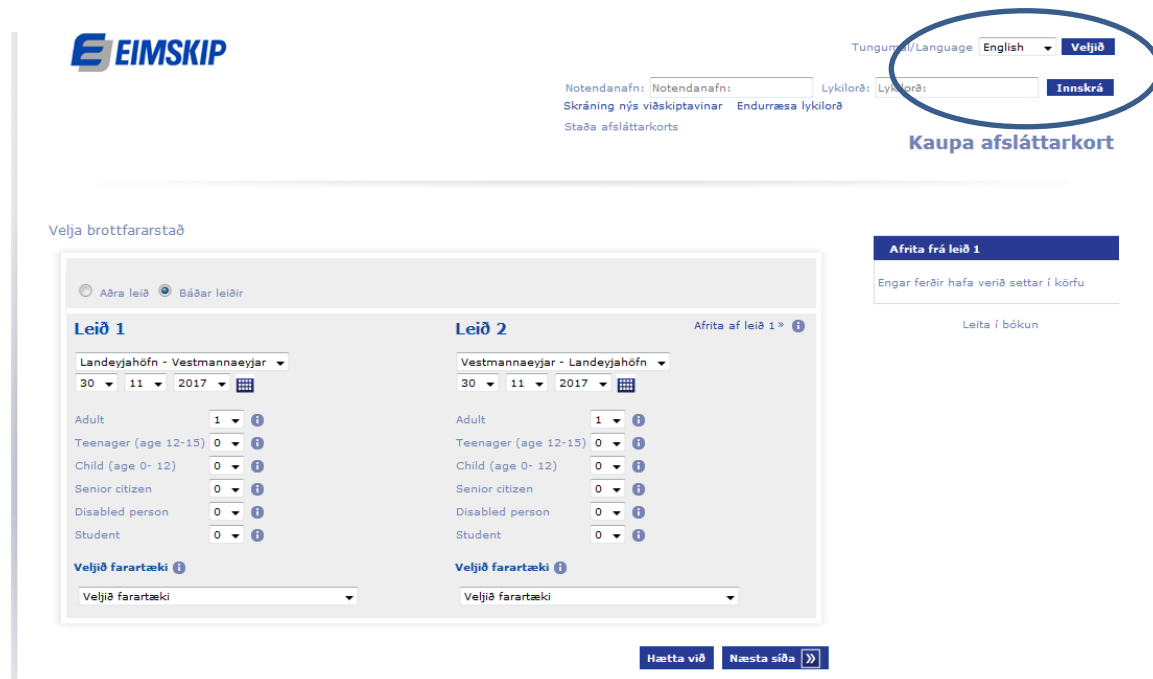 EIMSKIP
Tungumál/Language English Veljið
Notendanafn: Notendanafn: Lykilorð: Lykilorð: Innskrá
Skráning nýs viðskiptavinar Endurræsa lykilorð
Staða afsláttarkorts
Kaupa afsláttarkort
Velja brottfararstað
Aðra leið Báðar leiðir
Leið 1
Landeyjahöfn - Vestmannaeyjar
30 11 2017
Adult 1
Teenager (age 12-15) 0
Child (age 0- 12) 0
Senior citizen 0
Disabled person 0
Student 0
Veljið farartæki
Veljið farartæki
Leið 2 Afrita af leið 1 »
Vestmannaeyjar - Landeyjahöfn
30 11 2017
Adult 1
Teenager (age 12-15) 0
Child (age 0- 12) 0
Senior citizen 0
Disabled person 0
Student 0
Veljið farartæki
Veljið farartæki
Afrita frá leið 1
Engar ferðir hafa verið settar í körfu
Leita í bókun
Hætta við Næsta síða